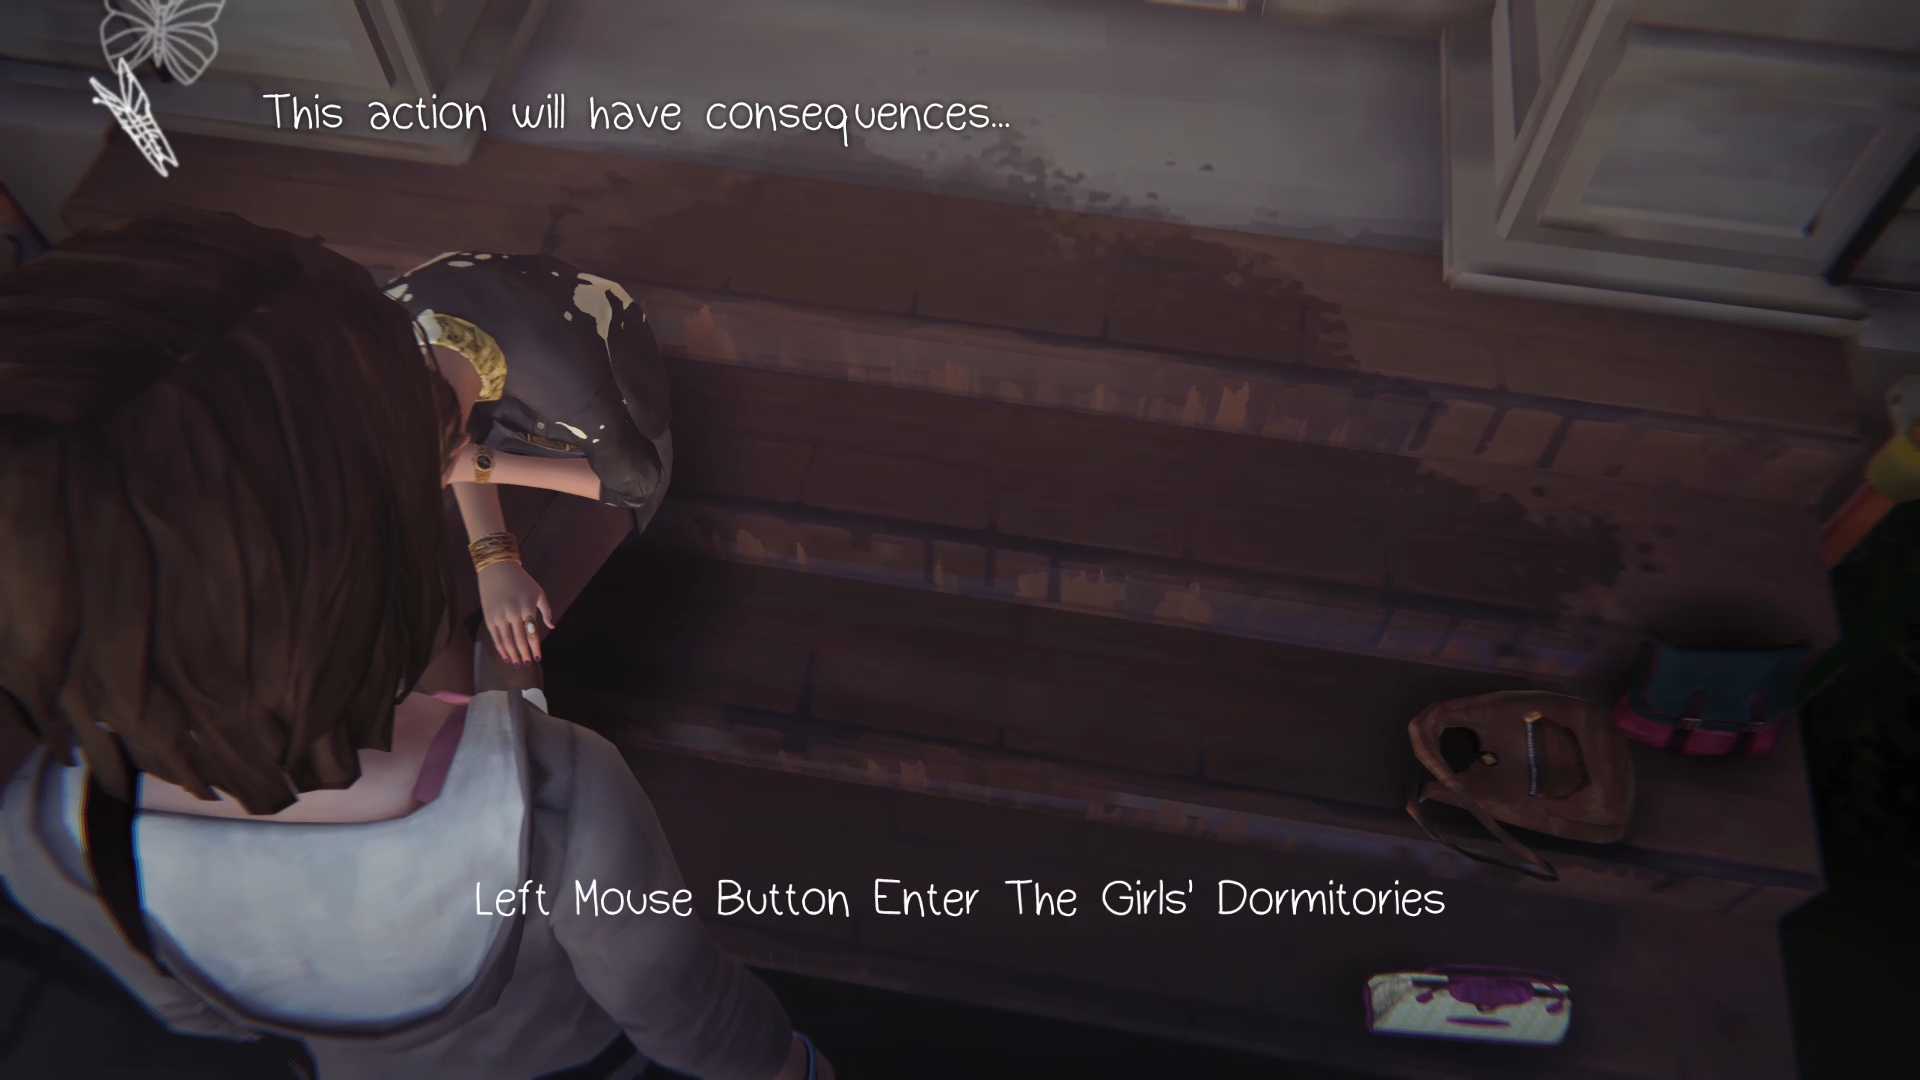 This action will have consequences...
Left Mouse Button Enter The Girls' Dormitories